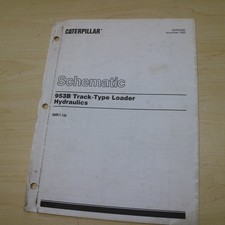 CATERPILLAR
Schematic
953B Track-Type Loader
Hydraulics